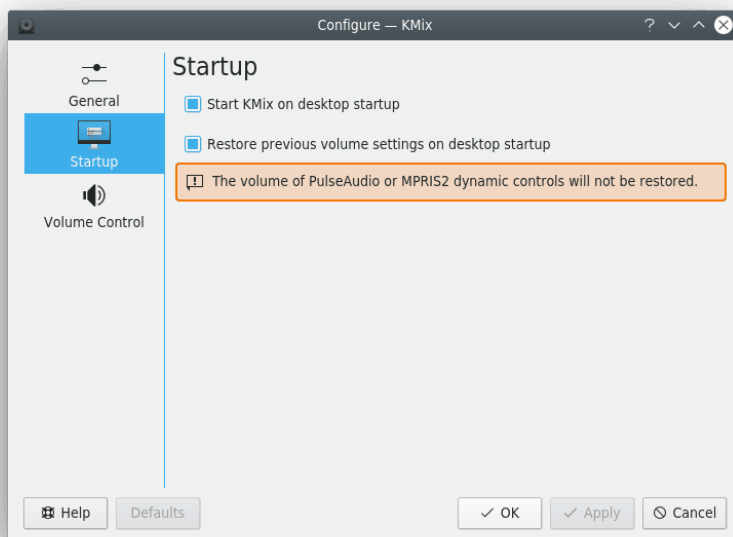 Configure — KMix
General
Startup
Volume Control
Startup
Start KMix on desktop startup
Restore previous volume settings on desktop startup
The volume of PulseAudio or MPRIS2 dynamic controls will not be restored.
Help
Defaults
OK
Apply
Cancel